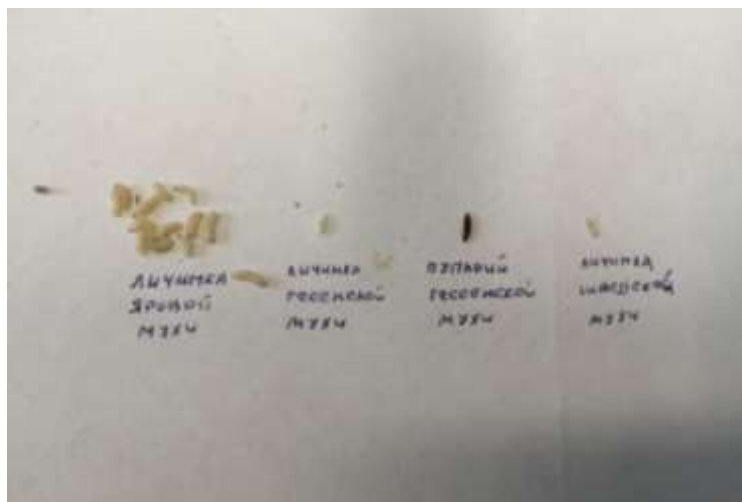 ЛИЧИНКА
ЯРОВОЙ
МУХИ
ЛИЧИНКА
ГЕССЕНСКОЙ
МУХИ
ПУПАРИЙ
ГЕССЕНСКОЙ
МУХИ
ЛИЧИНКА
ШВЕДСКОЙ
МУХИ